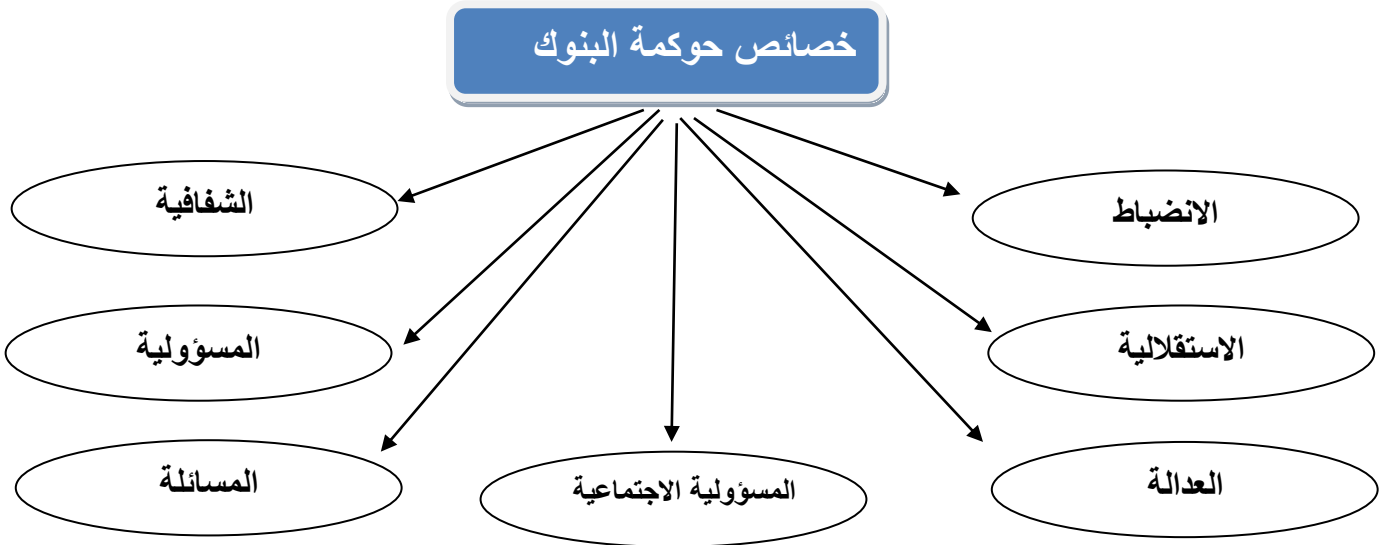 خصائص حوكمة البنوك
الانضباط
الشفافية
الاستقلالية
المسؤولية
العدالة
المسؤولية الاجتماعية
المسائلة